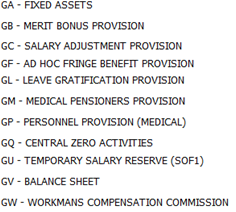 GA - FIXED ASSETS
GB - MERIT BONUS PROVISION
GC - SALARY ADJUSTMENT PROVISION
GF - AD HOC FRINGE BENEFIT PROVISION
GL - LEAVE GRATIFICATION PROVISION
GM - MEDICAL PENSIONERS PROVISION
GP - PERSONNEL PROVISION (MEDICAL)
GQ - CENTRAL ZERO ACTIVITIES
GU - TEMPORARY SALARY RESERVE (SOF1)
GV - BALANCE SHEET
GW - WORKMANS COMPENSATION COMMISSION